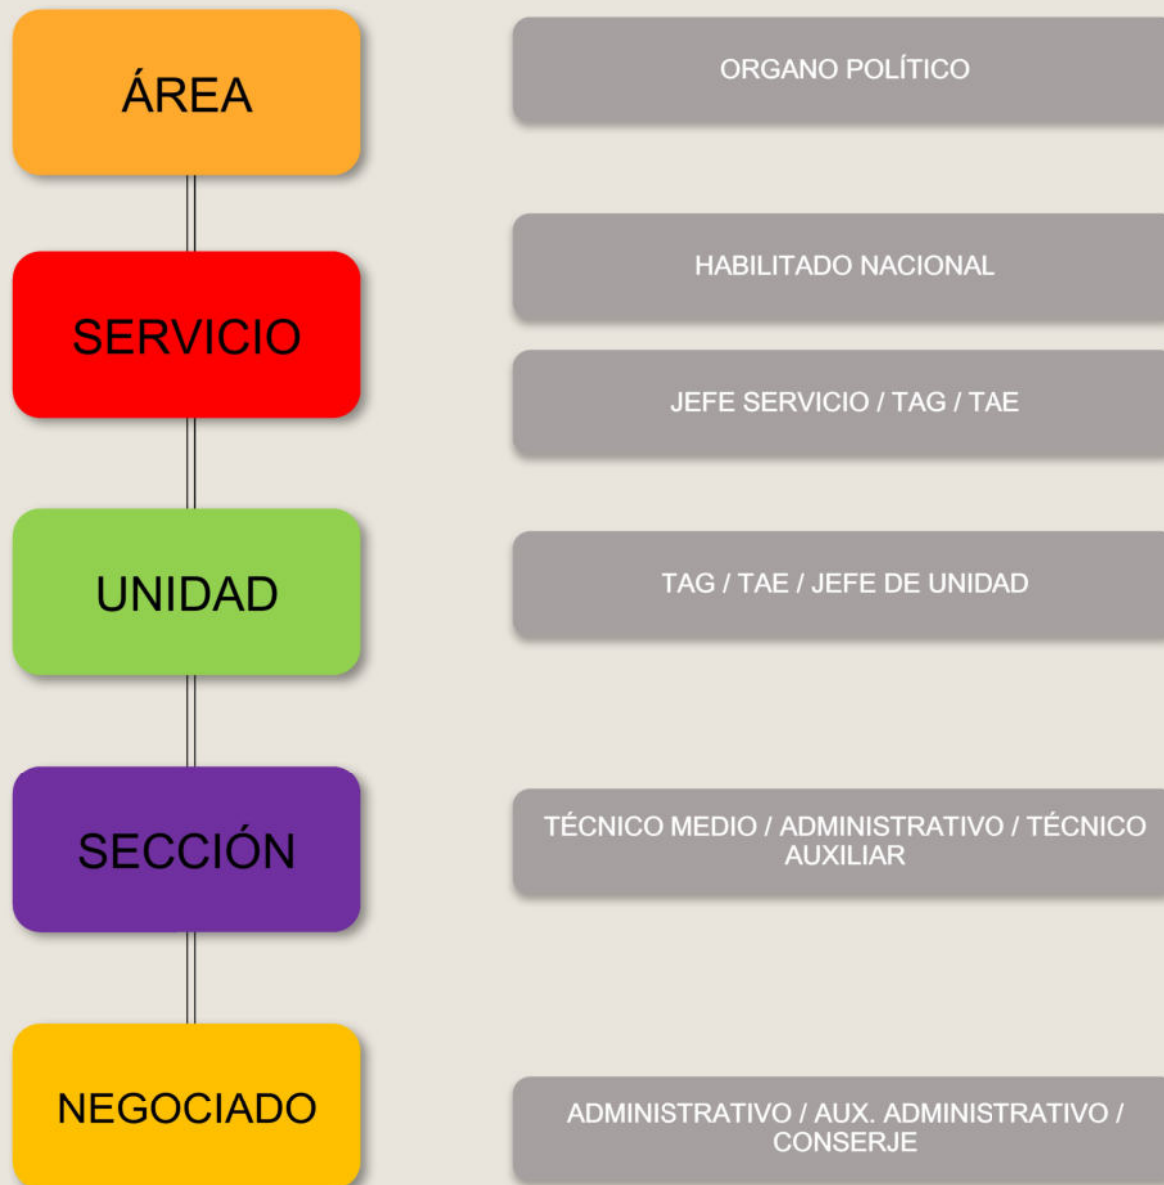 ÁREA
ORGANO POLÍTICO
SERVICIO
HABILITADO NACIONAL
JEFE SERVICIO / TAG / TAE
UNIDAD
TAG / TAE / JEFE DE UNIDAD
SECCIÓN
TÉCNICO MEDIO / ADMINISTRATIVO / TÉCNICO
AUXILIAR
NEGOCIADO
ADMINISTRATIVO / AUX. ADMINISTRATIVO /
CONSERJE